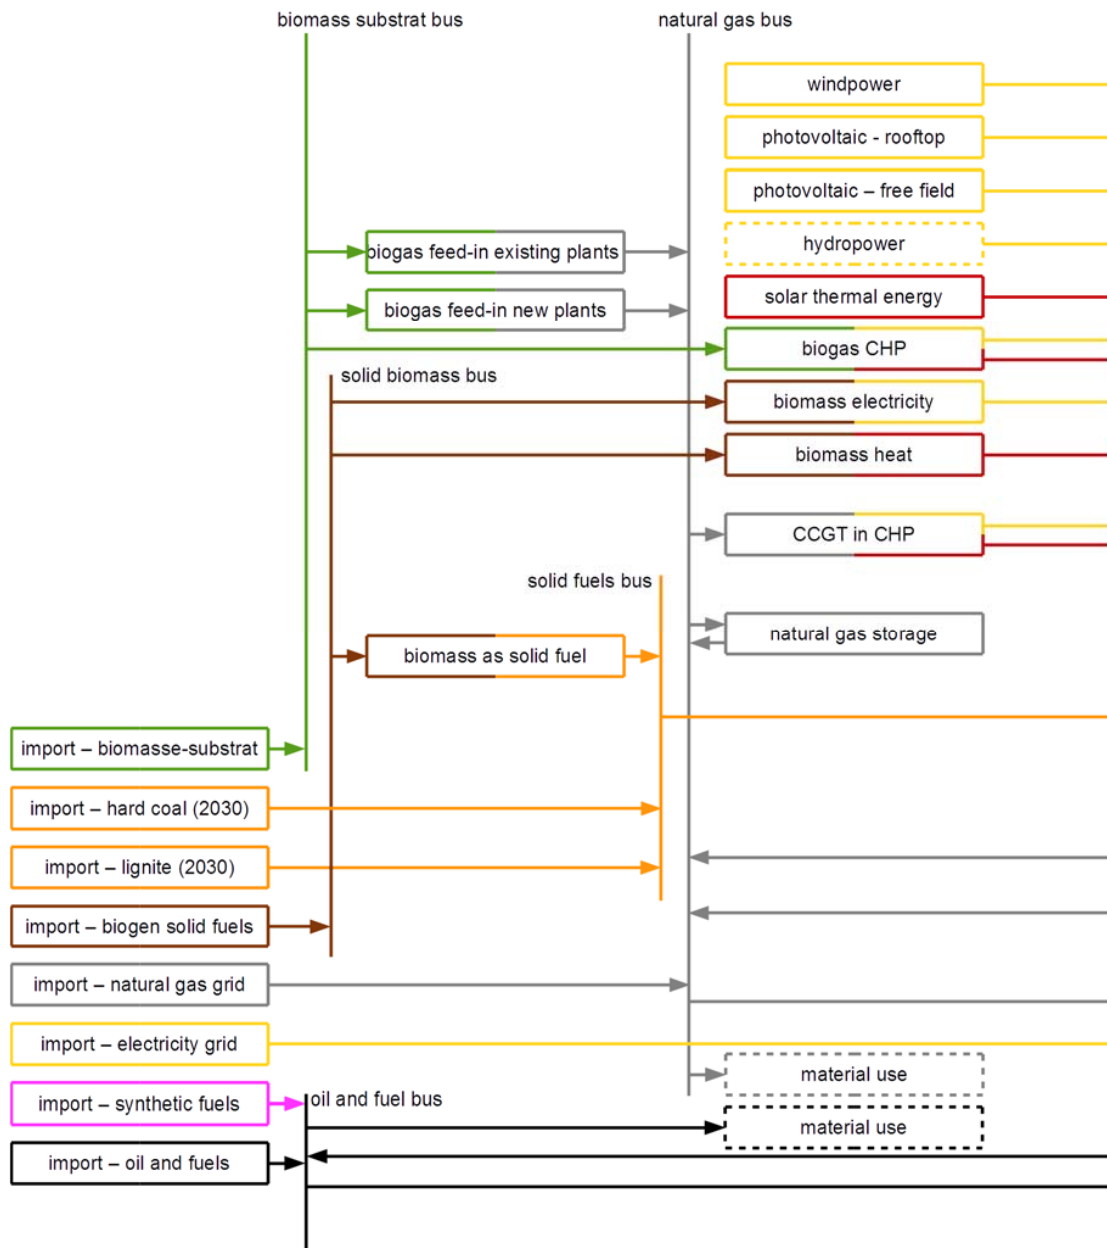 biomass substrat bus
natural gas bus
windpower
photovoltaic - rooftop
photovoltaic – free field
hydropower
biogas feed-in existing plants
solar thermal energy
biogas feed-in new plants
biogas CHP
solid biomass bus
biomass electricity
biomass heat
CCGT in CHP
solid fuels bus
natural gas storage
biomass as solid fuel
import – biomasse-substrat
import – hard coal (2030)
import – lignite (2030)
import – biogen solid fuels
import – natural gas grid
import – electricity grid
material use
import – synthetic fuels
oil and fuel bus
material use
import – oil and fuels